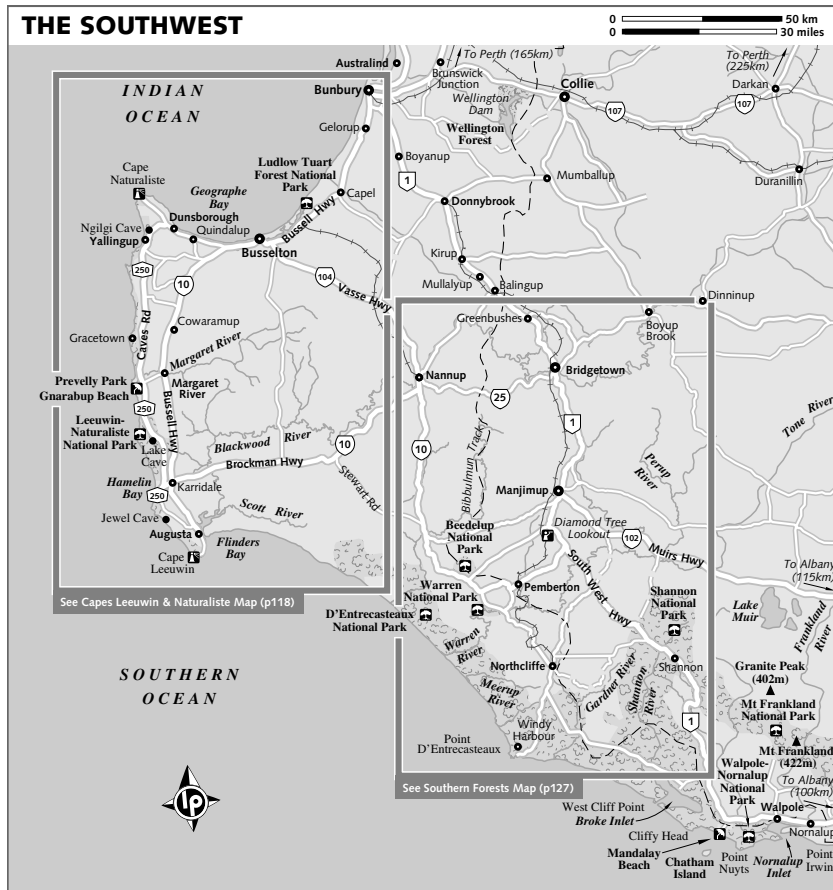 THE SOUTHWEST
0 50 km
0 30 miles
To Perth (165km)
To Perth
(225km)
Australind
Brunswick
Junction
INDIAN
OCEAN
Bunbury
Collie
Darkan
Wellington
Dam
107
107
Gelorup
Wellington
Forest
Ludlow Tuart
Forest National
Park
Boyanup
Cape
Naturaliste
Geographe
Bay
Capel
1
Mumballup
Duranillin
Ngilgi Cave
Dunsborough
Quindalup
Bussell Hwy
Donnybrook
Yallingup
Busselton
Kirup
250
10
104
Vasse Hwy
Mullalyup
Balingup
Dinninup
Caves Rd
Cowaramup
Greenbushes
Boyup
Brook
Gracetown
Margaret River
Margaret
River
Nannup
Bridgetown
Prevelly Park
Gnarabup Beach
25
250
Bussell Hwy
1
Leeuwin-
Naturaliste
National Park
Blackwood River
10
10
Bibbulmun Track
Tone River
Lake
Cave
Brockman Hwy
Perup
River
Hamelin
Bay
Karridale
Stewart Rd
Manjimup
250
Scott River
Jewel Cave
Beedelup
National
Park
Diamond Tree
Lookout
102
Muirs Hwy
Augusta
Flinders
Bay
Cape
Leeuwin
South West Hwy
To Albany
(115km)
Warren
National Park
Pemberton
Shannon
National
Park
See Capes Leeuwin & Naturaliste Map (p118)
D'Entrecasteaux
National Park
Lake
Muir
Frankland
River
Warren
River
Northcliffe
Gardner River
Shannon
River
Shannon
Granite Peak
(402m)
SOUTHERN
OCEAN
Meerup
River
Mt Frankland
National Park
1
Windy
Harbour
Point
D'Entrecasteaux
Mt Frankland
(422m)
Walpole-
Nornalup
National
Park
To Albany
(100km)
See Southern Forests Map (p127)
lp
West Cliff Point
Broke Inlet
Walpole
Nornalup
Cliffy Head
Mandalay
Beach
Chatham
Island
Point
Nuyts
Nornalup
Inlet
Point
Irwin